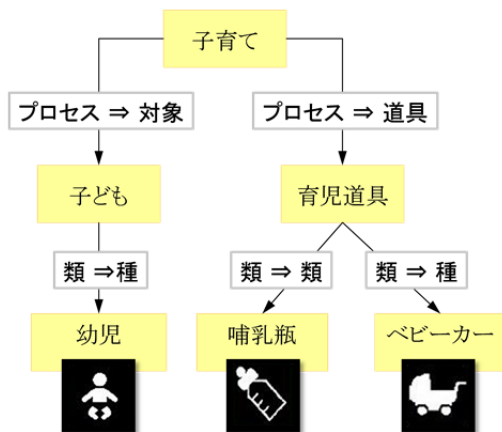 子育て
プロセス ⇒ 対象
プロセス ⇒ 道具
子ども
育児道具
類 ⇒種
類 ⇒ 類
類 ⇒ 種
幼児
哺乳瓶
ベビーカー